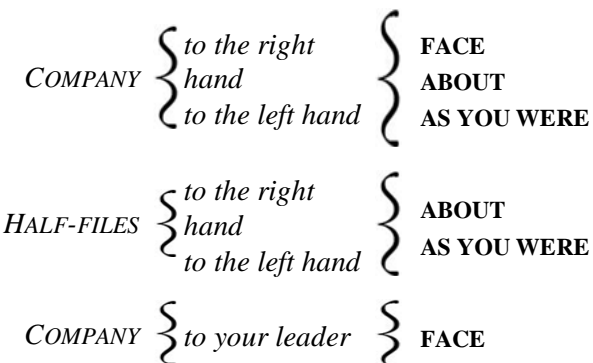 to the right FACE
COMPANY hand ABOUT
to the left hand AS YOU WERE
to the right
HALF-FILES hand ABOUT
to the left hand AS YOU WERE
COMPANY to your leader FACE